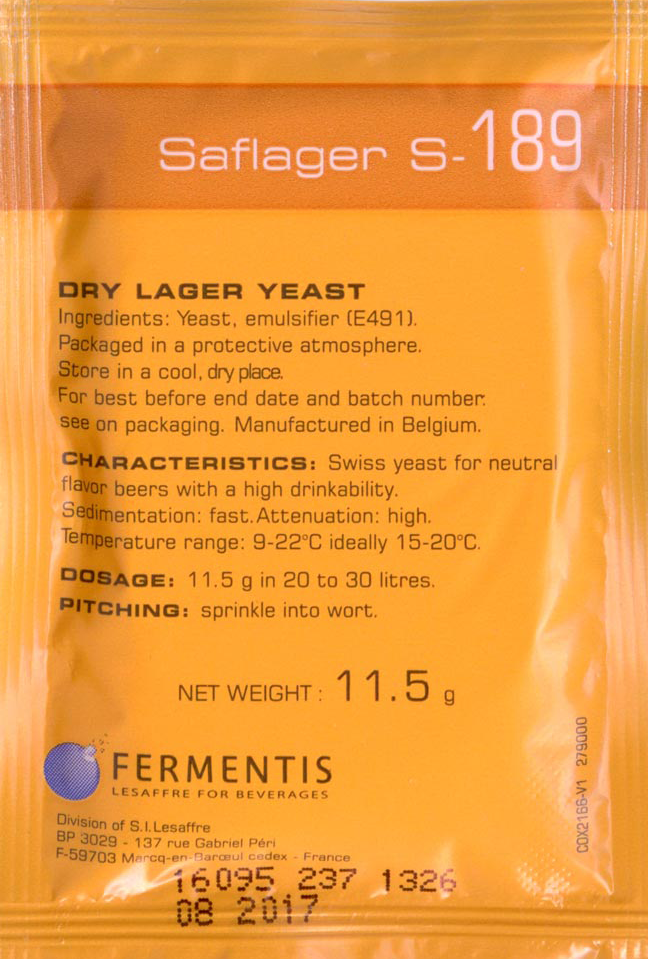 Saflager S-189
DRY LAGER YEAST
Ingredients: Yeast, emulsifier (E491).
Packaged in a protective atmosphere.
Store in a cool, dry place.
For best before end date and batch number:
see on packaging. Manufactured in Belgium.
CHARACTERISTICS: Swiss yeast for neutral
flavor beers with a high drinkability.
Sedimentation: fast. Attenuation: high.
Temperature range: 9-22°C ideally 15-20°C.
DOSAGE: 11.5 g in 20 to 30 litres.
PITCHING: sprinkle into wort.
NET WEIGHT : 11.5 g
FERMENTIS
LESAFFRE FOR BEVERAGES
Division of S.I.Lesaffre
BP 3029 - 137 rue Gabriel Péri
F-59703 Marcq-en-Barœul cedex - France
COX2166-V1 279000
16095 237 1326
08 2017